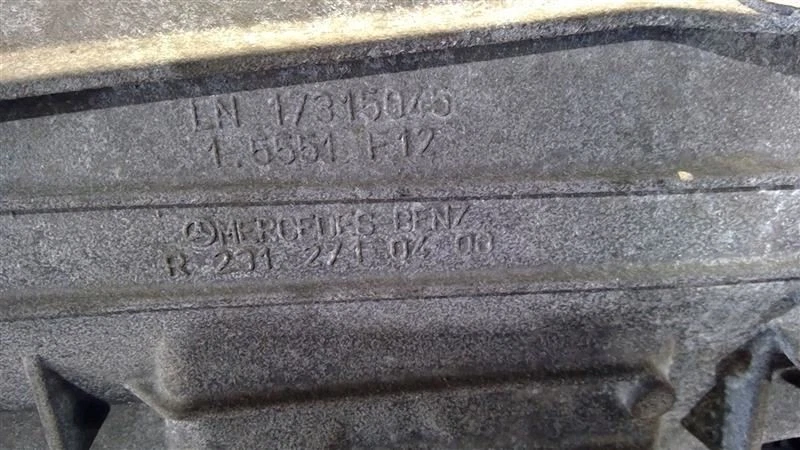 LN 17315045
1.5551 F12
MERCEDES BENZ
R 231 271 04 00